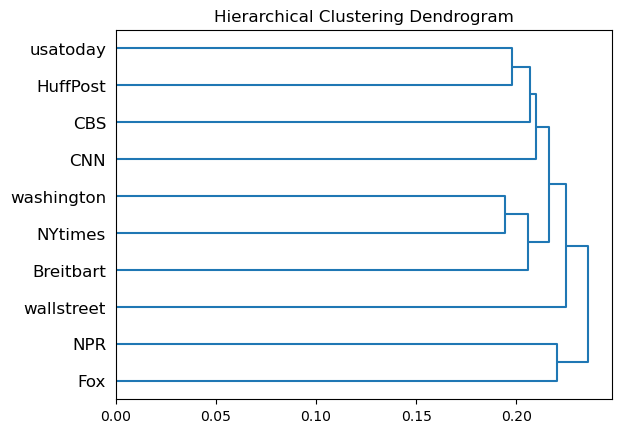 Hierarchical Clustering Dendrogram
usatoday
HuffPost
CBS
CNN
washington
NYtimes
Breitbart
wallstreet
NPR
Fox
0.00 0.05 0.10 0.15 0.20